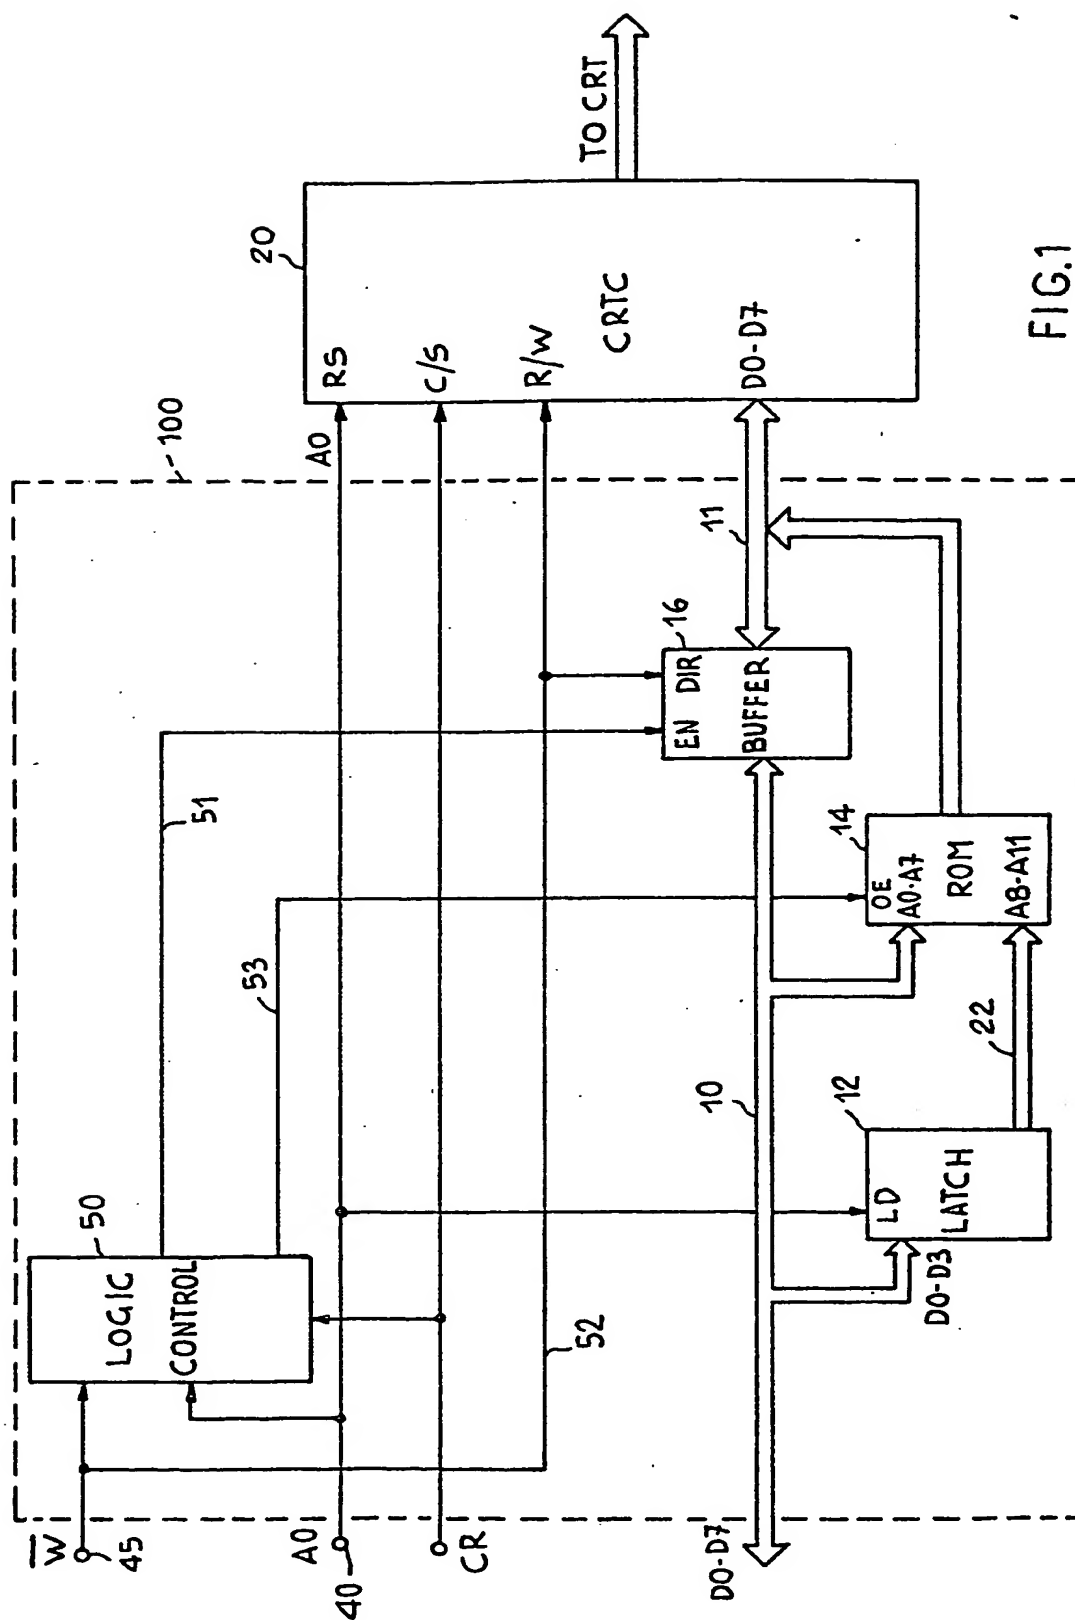 W
45
A0
40
CR
D0-D7
50
LOGIC
CONTROL
51
53
52
100
A0
20
RS
C/S
R/W
CRTC
D0-D7
TO CRT
10
11
16
EN DIR
BUFFER
14
OE
A0-A7
ROM
A8-A11
22
12
LD
LATCH
D0-D3
FIG.1